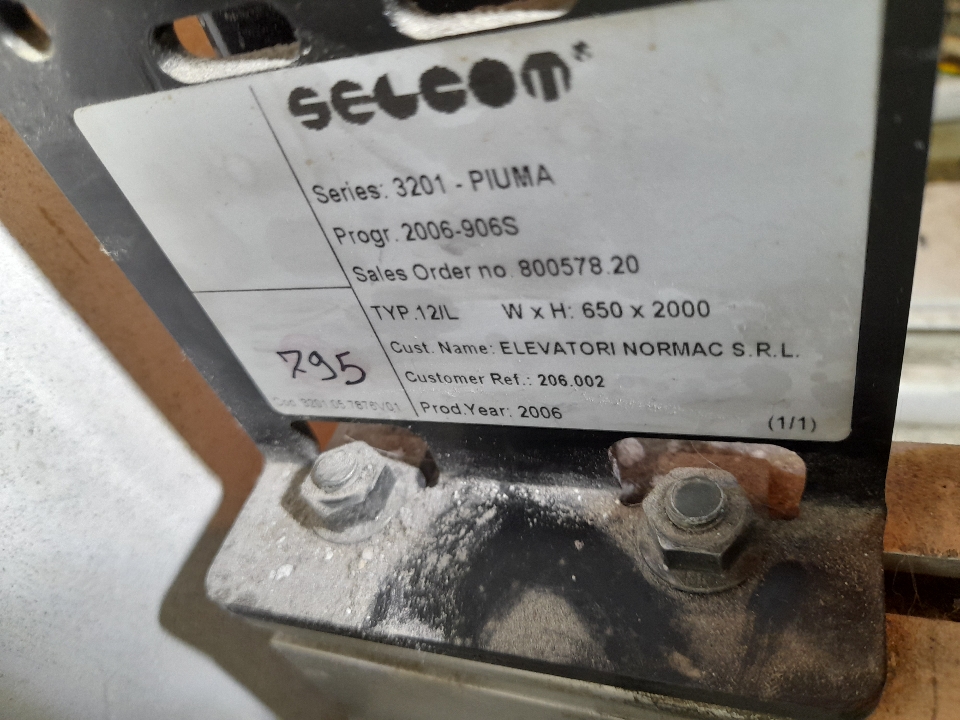 SELCOM
Series: 3201 - PIUMA
Progr. 2006-906S
Sales Order no. 800578.20
TYP.12/L W x H: 650 x 2000
Cust. Name: ELEVATORI NORMAC S.R.L.
Customer Ref.: 206.002
Prod.Year: 2006
(1/1)
795